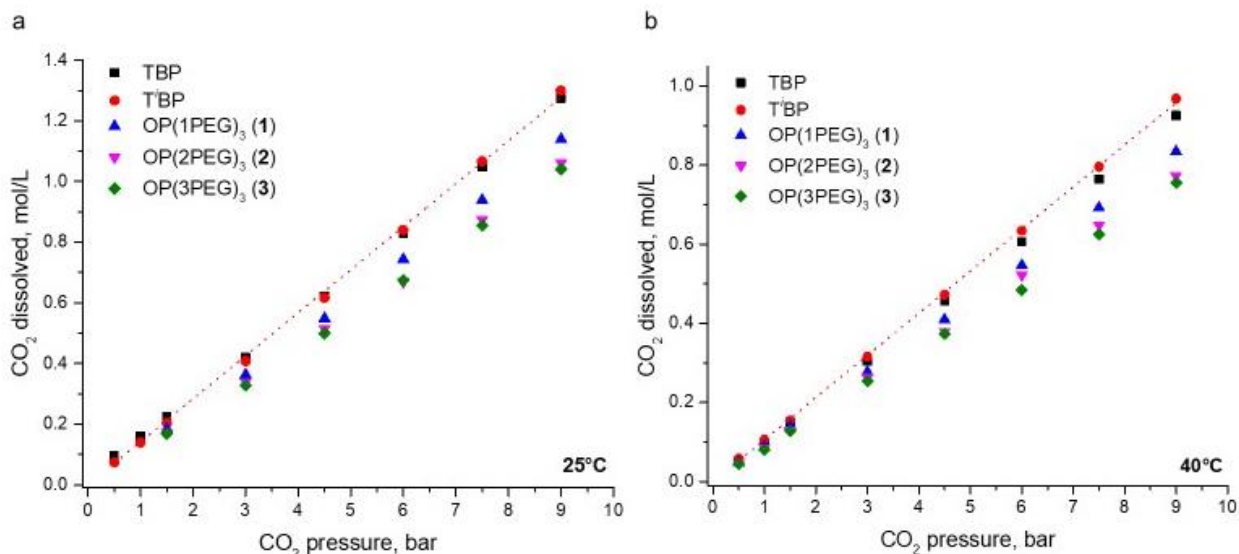 a
CO₂ dissolved, mol/L
1.4
1.2
1.0
0.8
0.6
0.4
0.2
0.0
TBP
TⁱBP
OP(1PEG)₃ (1)
OP(2PEG)₃ (2)
OP(3PEG)₃ (3)
25°C
0 1 2 3 4 5 6 7 8 9 10
CO₂ pressure, bar
b
CO₂ dissolved, mol/L
1.0
0.8
0.6
0.4
0.2
0.0
TBP
TⁱBP
OP(1PEG)₃ (1)
OP(2PEG)₃ (2)
OP(3PEG)₃ (3)
40°C
0 1 2 3 4 5 6 7 8 9 10
CO₂ pressure, bar